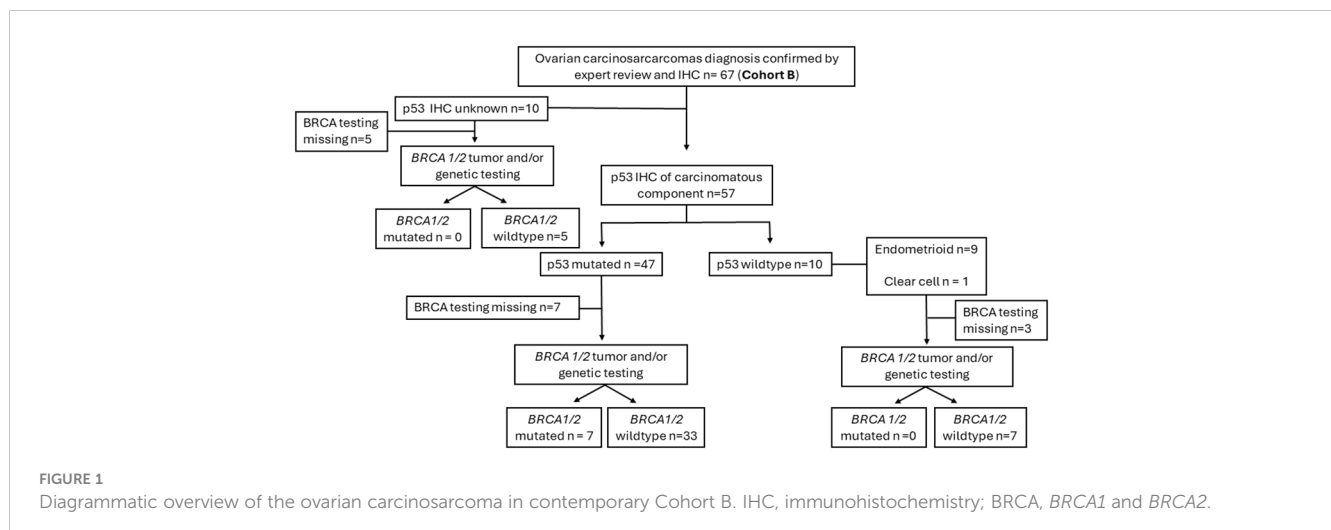 Ovarian carcinosarcarcomas diagnosis confirmed by
expert review and IHC n= 67 (Cohort B)
p53 IHC unknown n=10
BRCA testing
missing n=5
BRCA 1/2 tumor and/or
genetic testing
p53 IHC of carcinomatous
component n=57
BRCA1/2
mutated n = 0
BRCA1/2
wildtype n=5
Endometrioid n=9
Clear cell n = 1
p53 mutated n =47
p53 wildtype n=10
BRCA testing missing n=7
BRCA testing
missing n=3
BRCA 1/2 tumor and/or
genetic testing
BRCA 1/2 tumor and/or
genetic testing
BRCA1/2
mutated n = 7
BRCA1/2
wildtype n=33
BRCA 1/2
mutated n=0
BRCA1/2
wildtype n=7
FIGURE 1
Diagrammatic overview of the ovarian carcinosarcoma in contemporary Cohort B. IHC, immunohistochemistry; BRCA, BRCA1 and BRCA2.